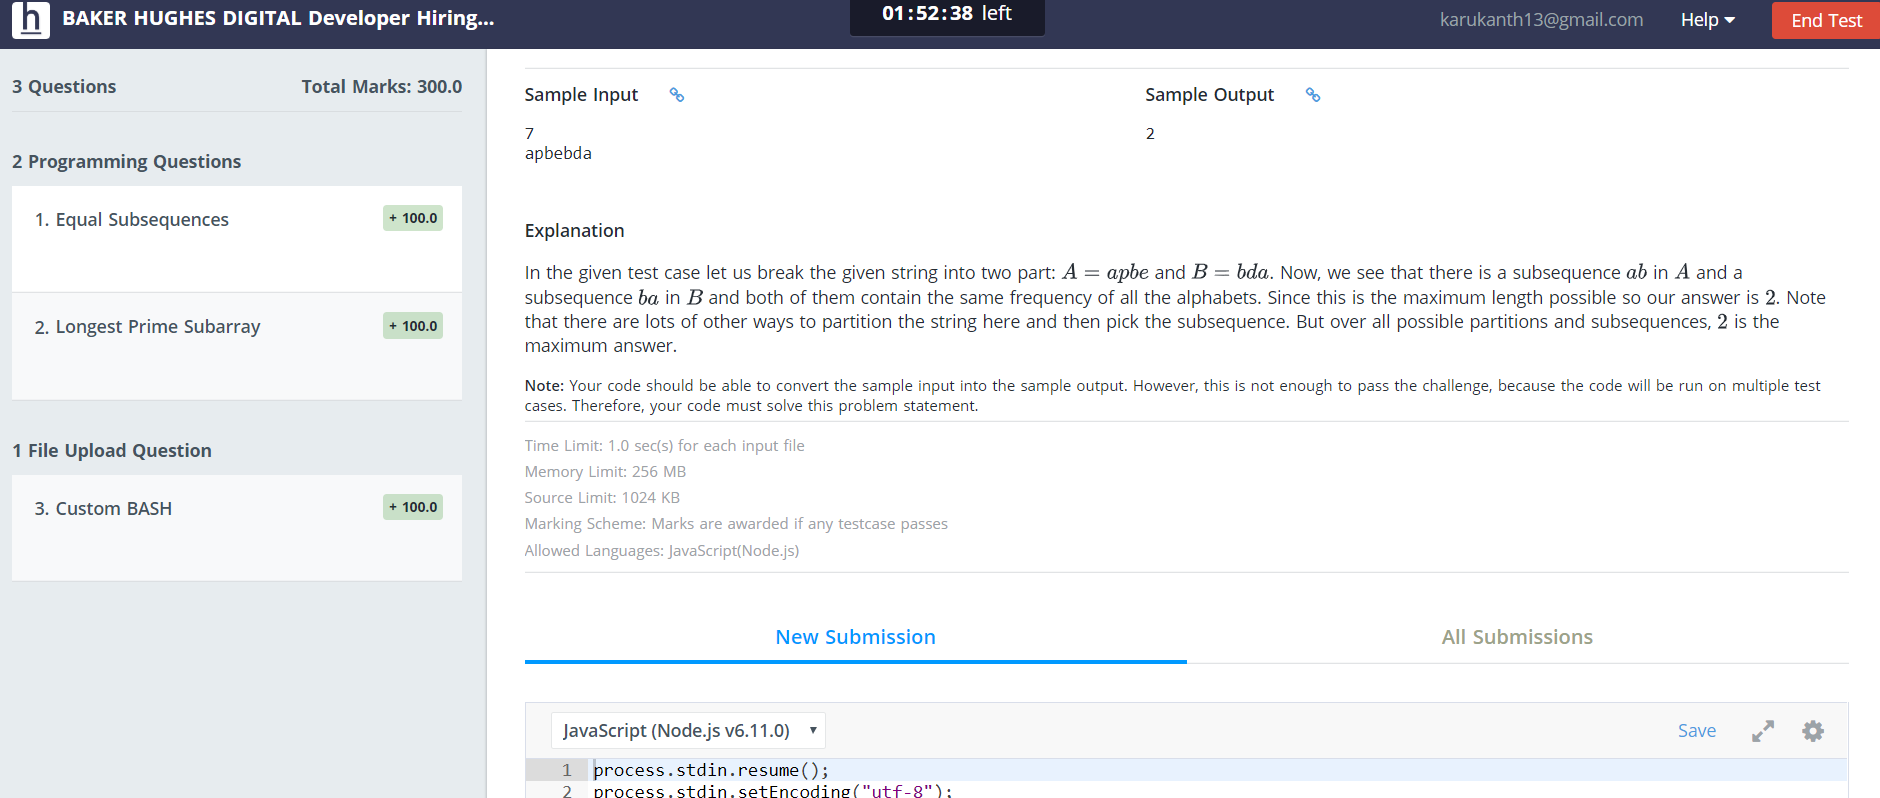 h BAKER HUGHES DIGITAL Developer Hiring...
01:52:38 left
karukanth13@gmail.com
Help
End Test
3 Questions
Total Marks: 300.0
2 Programming Questions
1. Equal Subsequences
+ 100.0
2. Longest Prime Subarray
+ 100.0
1 File Upload Question
3. Custom BASH
+ 100.0
Sample Input
7
apbebda
Sample Output
2
Explanation
In the given test case let us break the given string into two part: A = apbe and B = bda. Now, we see that there is a subsequence ab in A and a
subsequence ba in B and both of them contain the same frequency of all the alphabets. Since this is the maximum length possible so our answer is 2. Note
that there are lots of other ways to partition the string here and then pick the subsequence. But over all possible partitions and subsequences, 2 is the
maximum answer.
Note: Your code should be able to convert the sample input into the sample output. However, this is not enough to pass the challenge, because the code will be run on multiple test
cases. Therefore, your code must solve this problem statement.
Time Limit: 1.0 sec(s) for each input file
Memory Limit: 256 MB
Source Limit: 1024 KB
Marking Scheme: Marks are awarded if any testcase passes
Allowed Languages: JavaScript(Node.js)
New Submission
All Submissions
JavaScript (Node.js v6.11.0)
Save
1 process.stdin.resume();
2 process.stdin.setEncoding("utf-8");